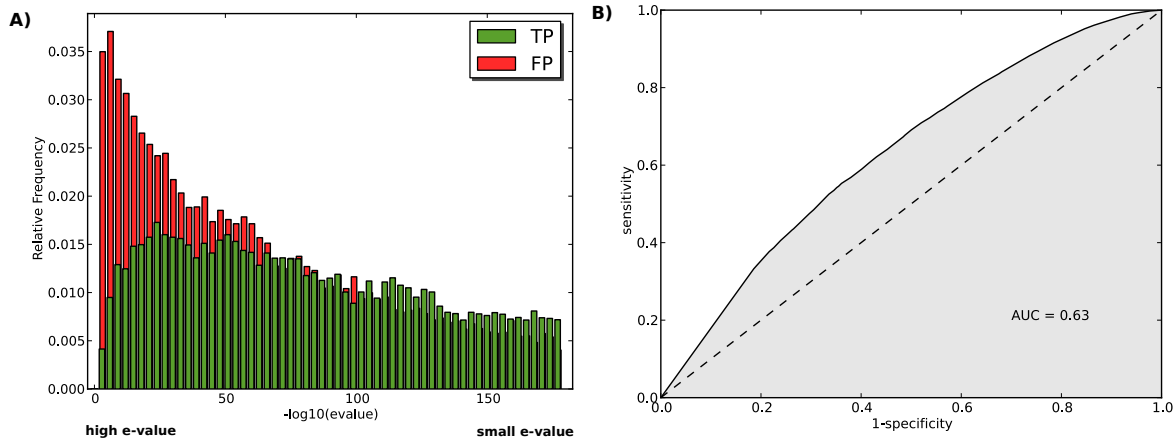 A)
TP
FP
Relative Frequency
0.035
0.030
0.025
0.020
0.015
0.010
0.005
0.000
0
50
100
150
-log10(evalue)
high e-value
small e-value
B)
sensitivity
1.0
0.8
0.6
0.4
0.2
0.0
AUC = 0.63
0.0
0.2
0.4
0.6
0.8
1.0
1-specificity